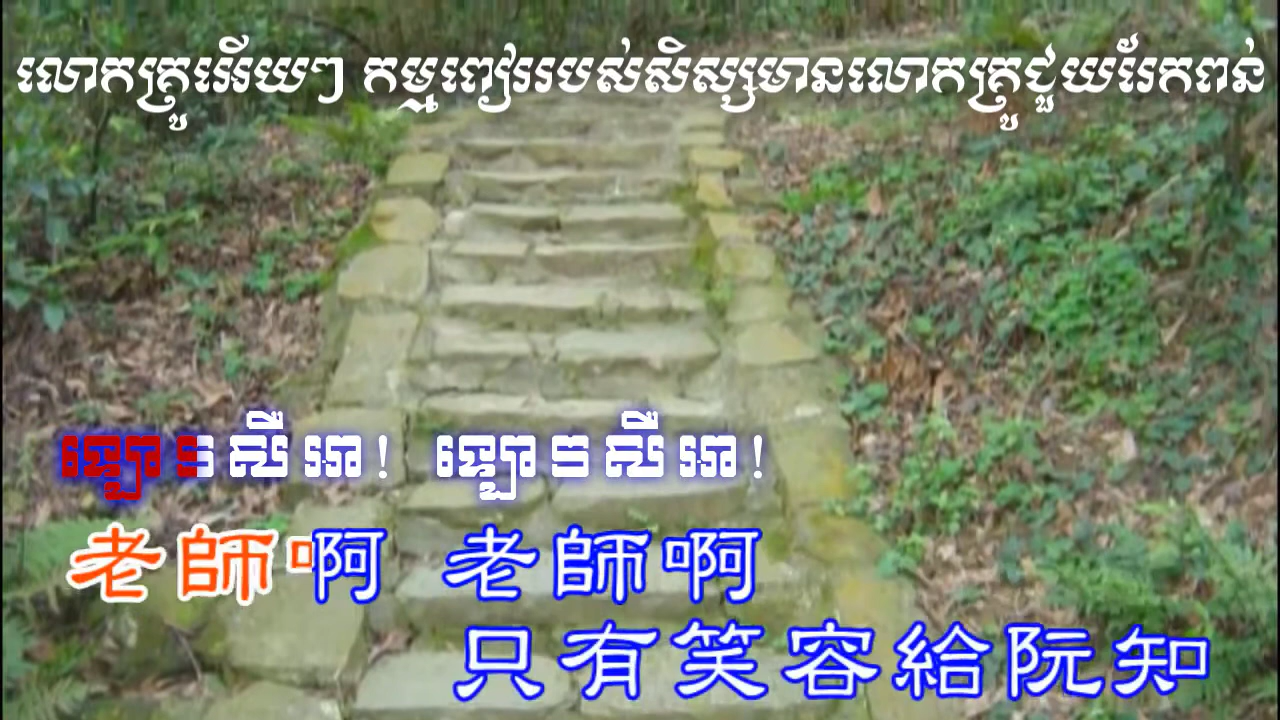 លោកគ្រូអើយៗ កម្មពៀររបស់សិស្សមានលោកគ្រូជួយរែកពន់
ឡោ ស៊ឺ អា! ឡោ ស៊ឺ អា!
老師啊 老師啊
只有笑容給阮知